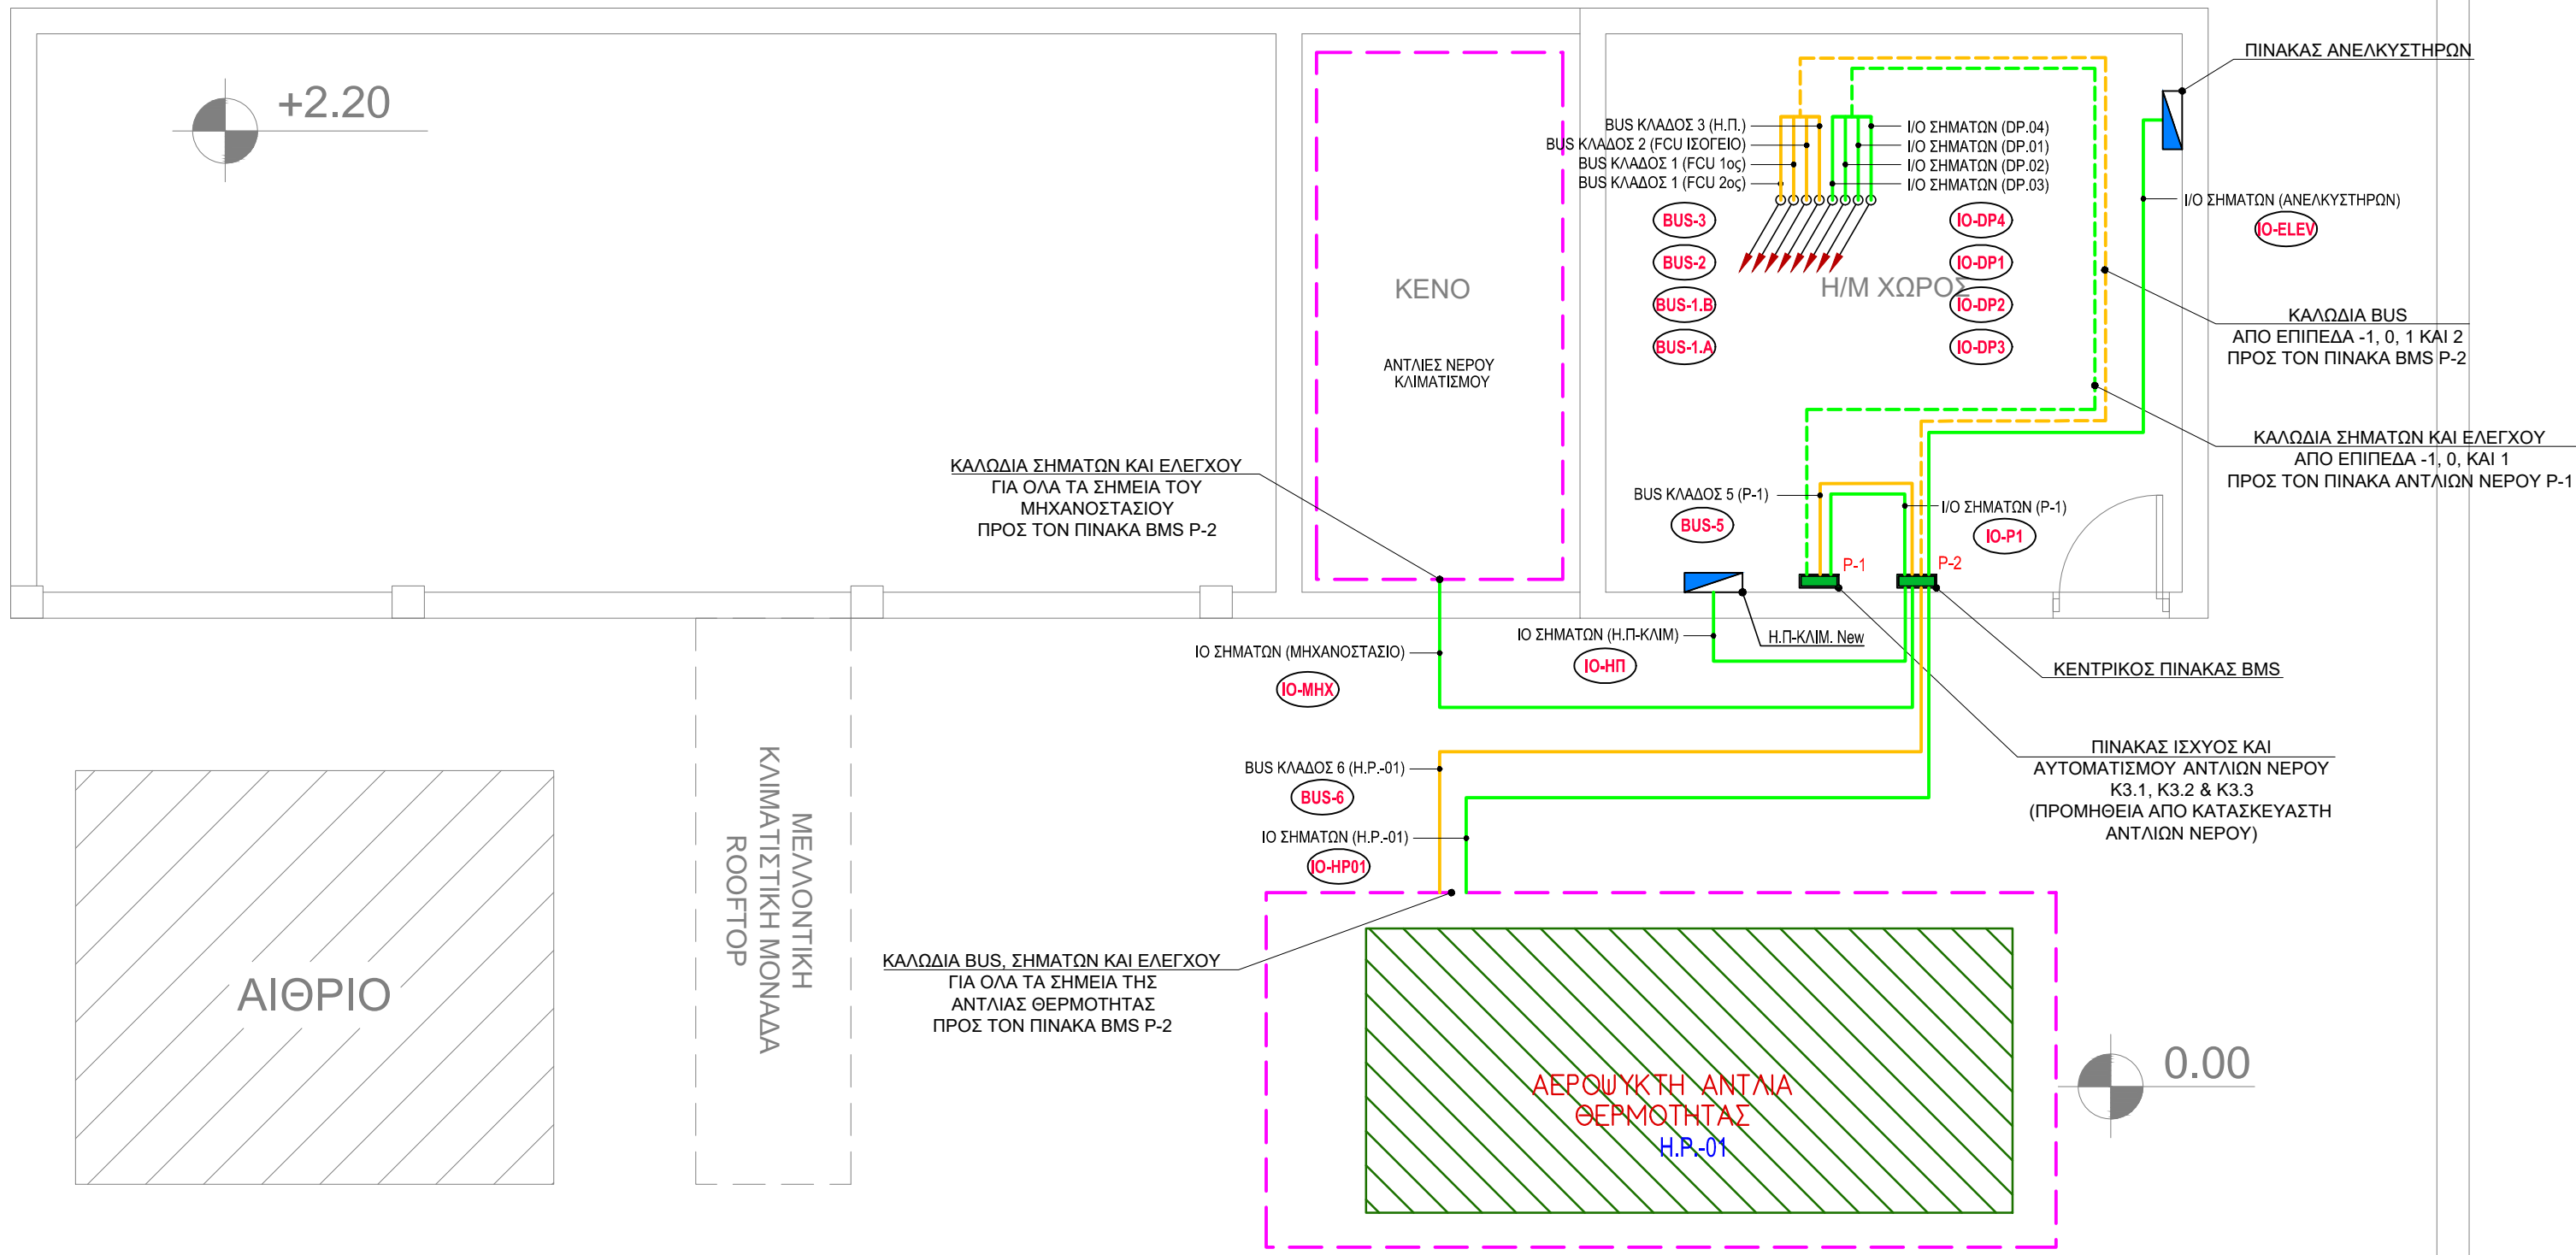 +2.20
ΚΕΝΟ
ΑΝΤΛΙΕΣ ΝΕΡΟΥ
ΚΛΙΜΑΤΙΣΜΟΥ
BUS ΚΛΑΔΟΣ 3 (Η.Π.)
BUS ΚΛΑΔΟΣ 2 (FCU ΙΣΟΓΕΙΟ)
BUS ΚΛΑΔΟΣ 1 (FCU 1ος)
BUS ΚΛΑΔΟΣ 1 (FCU 2ος)
I/O ΣΗΜΑΤΩΝ (DP.04)
I/O ΣΗΜΑΤΩΝ (DP.01)
I/O ΣΗΜΑΤΩΝ (DP.02)
I/O ΣΗΜΑΤΩΝ (DP.03)
BUS-3
BUS-2
BUS-1.B
BUS-1.A
IO-DP4
IO-DP1
IO-DP2
IO-DP3
Η/Μ ΧΩΡΟΣ
ΠΙΝΑΚΑΣ ΑΝΕΛΚΥΣΤΗΡΩΝ
I/O ΣΗΜΑΤΩΝ (ΑΝΕΛΚΥΣΤΗΡΩΝ)
IO-ELEV
ΚΑΛΩΔΙΑ BUS
ΑΠΟ ΕΠΙΠΕΔΑ -1, 0, 1 ΚΑΙ 2
ΠΡΟΣ ΤΟΝ ΠΙΝΑΚΑ BMS P-2
ΚΑΛΩΔΙΑ ΣΗΜΑΤΩΝ ΚΑΙ ΕΛΕΓΧΟΥ
ΑΠΟ ΕΠΙΠΕΔΑ -1, 0, ΚΑΙ 1
ΠΡΟΣ ΤΟΝ ΠΙΝΑΚΑ ΑΝΤΛΙΩΝ ΝΕΡΟΥ P-1
ΚΑΛΩΔΙΑ ΣΗΜΑΤΩΝ ΚΑΙ ΕΛΕΓΧΟΥ
ΓΙΑ ΟΛΑ ΤΑ ΣΗΜΕΙΑ ΤΟΥ
ΜΗΧΑΝΟΣΤΑΣΙΟΥ
ΠΡΟΣ ΤΟΝ ΠΙΝΑΚΑ BMS P-2
BUS ΚΛΑΔΟΣ 5 (P-1)
BUS-5
I/O ΣΗΜΑΤΩΝ (P-1)
IO-P1
P-1
P-2
IO ΣΗΜΑΤΩΝ (Η.Π-ΚΛΙΜ)
IO-ΗΠ
Η.Π-ΚΛΙΜ. New
IO ΣΗΜΑΤΩΝ (ΜΗΧΑΝΟΣΤΑΣΙΟ)
IO-ΜΗΧ
ΚΕΝΤΡΙΚΟΣ ΠΙΝΑΚΑΣ BMS
ΠΙΝΑΚΑΣ ΙΣΧΥΟΣ ΚΑΙ
ΑΥΤΟΜΑΤΙΣΜΟΥ ΑΝΤΛΙΩΝ ΝΕΡΟΥ
Κ3.1, Κ3.2 & Κ3.3
(ΠΡΟΜΗΘΕΙΑ ΑΠΟ ΚΑΤΑΣΚΕΥΑΣΤΗ
ΑΝΤΛΙΩΝ ΝΕΡΟΥ)
BUS ΚΛΑΔΟΣ 6 (H.P.-01)
BUS-6
IO ΣΗΜΑΤΩΝ (H.P.-01)
IO-HP01
ΚΑΛΩΔΙΑ BUS, ΣΗΜΑΤΩΝ ΚΑΙ ΕΛΕΓΧΟΥ
ΓΙΑ ΟΛΑ ΤΑ ΣΗΜΕΙΑ ΤΗΣ
ΑΝΤΛΙΑΣ ΘΕΡΜΟΤΗΤΑΣ
ΠΡΟΣ ΤΟΝ ΠΙΝΑΚΑ BMS P-2
ΑΙΘΡΙΟ
ΜΕΛΛΟΝΤΙΚΗ
ΚΛΙΜΑΤΙΣΤΙΚΗ ΜΟΝΑΔΑ
ROOFTOP
ΑΕΡΟΨΥΚΤΗ ΑΝΤΛΙΑ
ΘΕΡΜΟΤΗΤΑΣ
H.P.-01
0.00